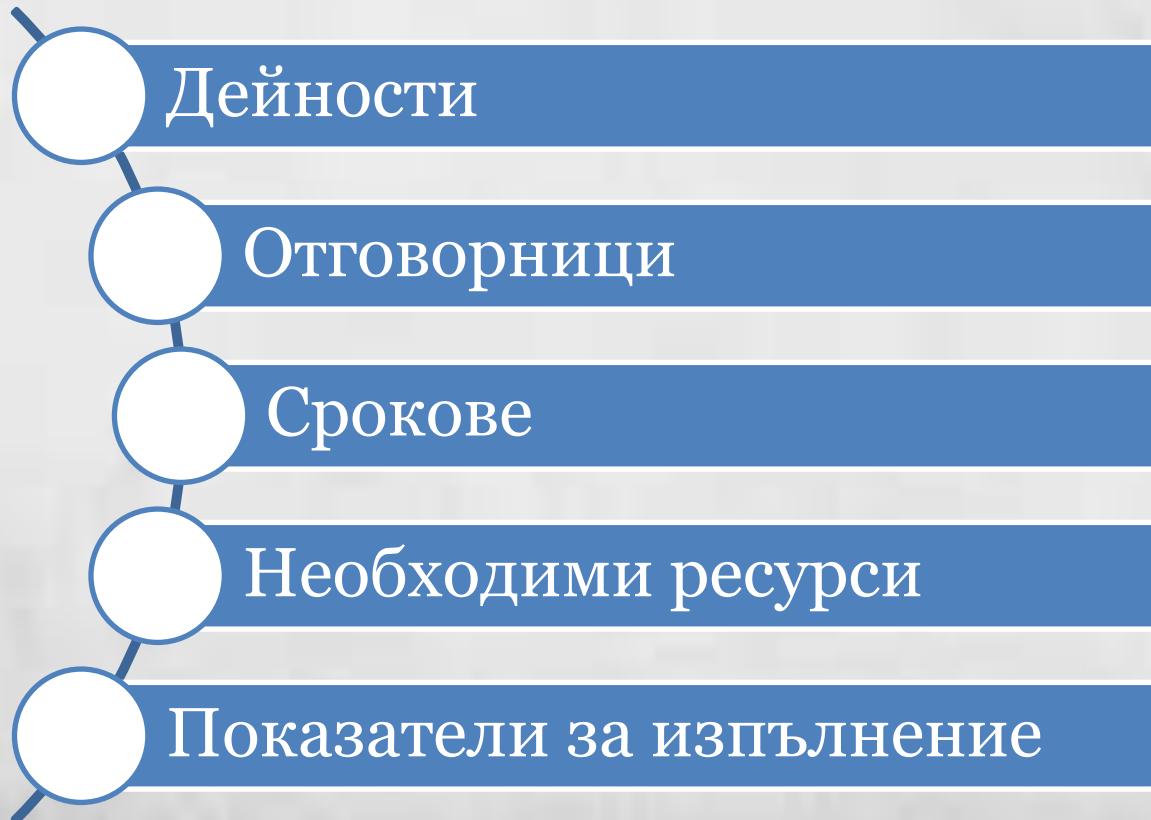 Дейности
Отговорници
Срокове
Необходими ресурси
Показатели за изпълнение